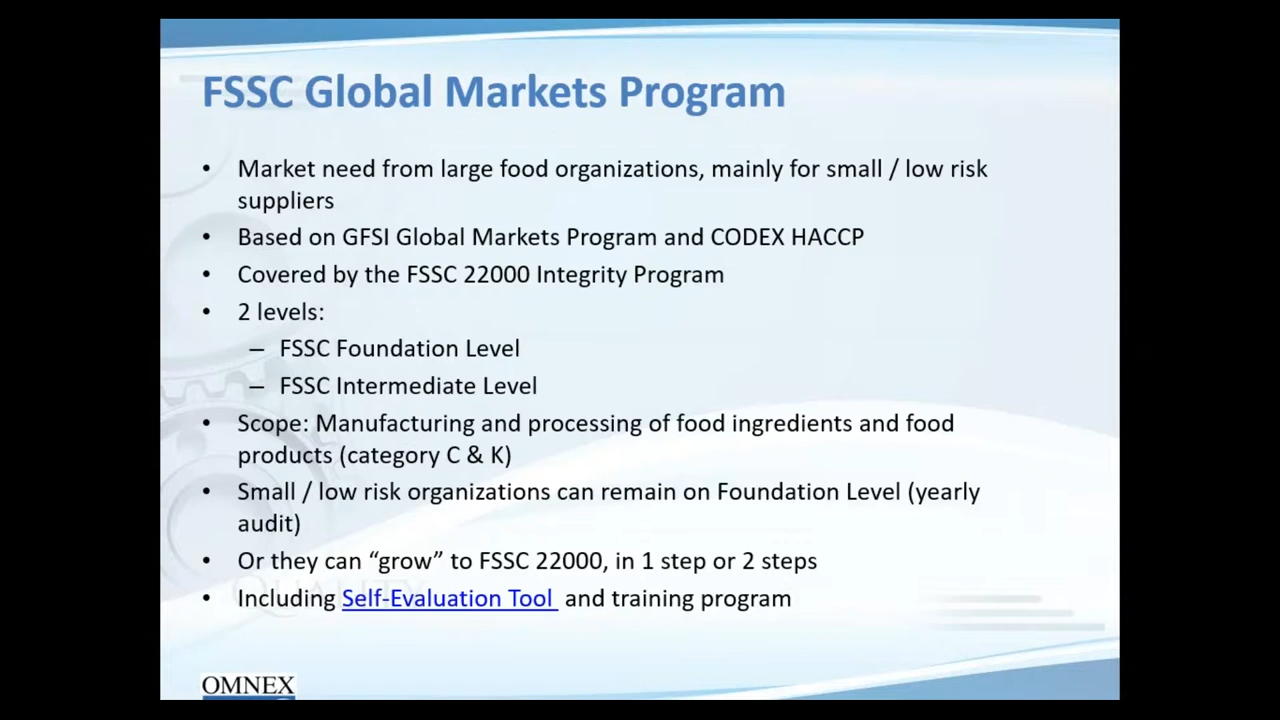 FSSC Global Markets Program
• Market need from large food organizations, mainly for small / low risk
suppliers
• Based on GFSI Global Markets Program and CODEX HACCP
• Covered by the FSSC 22000 Integrity Program
• 2 levels:
– FSSC Foundation Level
– FSSC Intermediate Level
• Scope: Manufacturing and processing of food ingredients and food
products (category C & K)
• Small / low risk organizations can remain on Foundation Level (yearly
audit)
• Or they can “grow” to FSSC 22000, in 1 step or 2 steps
QUALITY
• Including Self-Evaluation Tool and training program
OMNEX